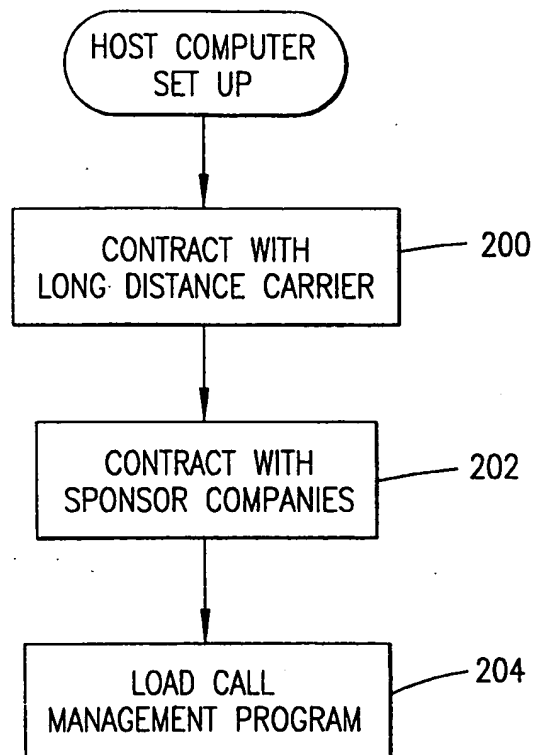 HOST COMPUTER
SET UP
CONTRACT WITH
LONG DISTANCE CARRIER
200
CONTRACT WITH
SPONSOR COMPANIES
202
LOAD CALL
MANAGEMENT PROGRAM
204